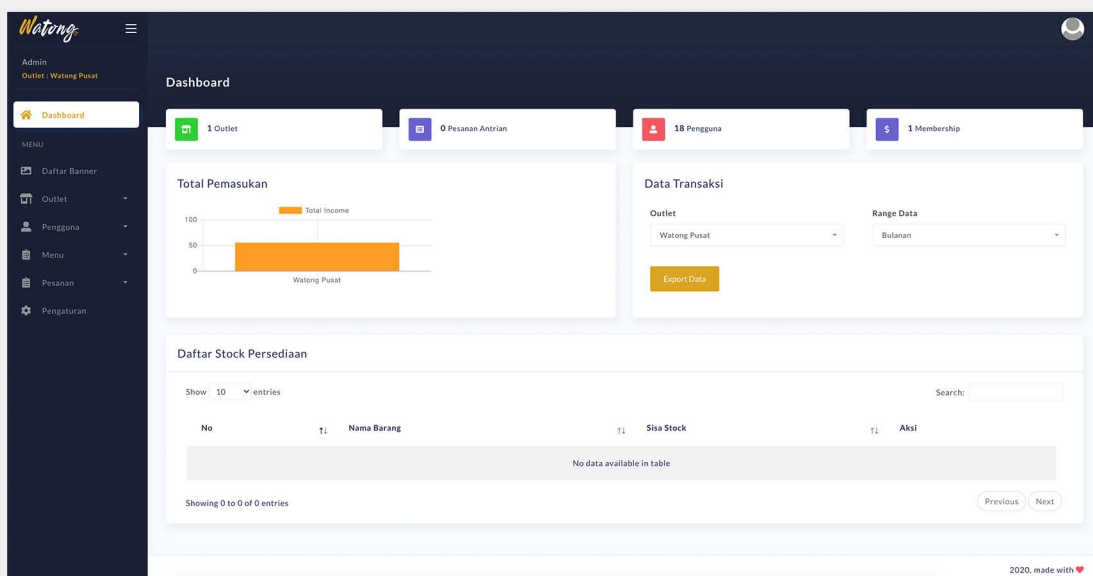 Watong
Admin
Outlet : Watong Pusat
Dashboard
MENU
Daftar Banner
Outlet
Pengguna
Menu
Pesanan
Pengaturan
Dashboard
1 Outlet
0 Pesanan Antrian
18 Pengguna
1 Membership
Total Pemasukan
Total Income
100
50
0
Watong Pusat
Data Transaksi
Outlet Range Data
Watong Pusat Bulanan
Export Data
Daftar Stock Persediaan
Show 10 entries Search:
No Nama Barang Sisa Stock Aksi
No data available in table
Showing 0 to 0 of 0 entries Previous Next
2020, made with